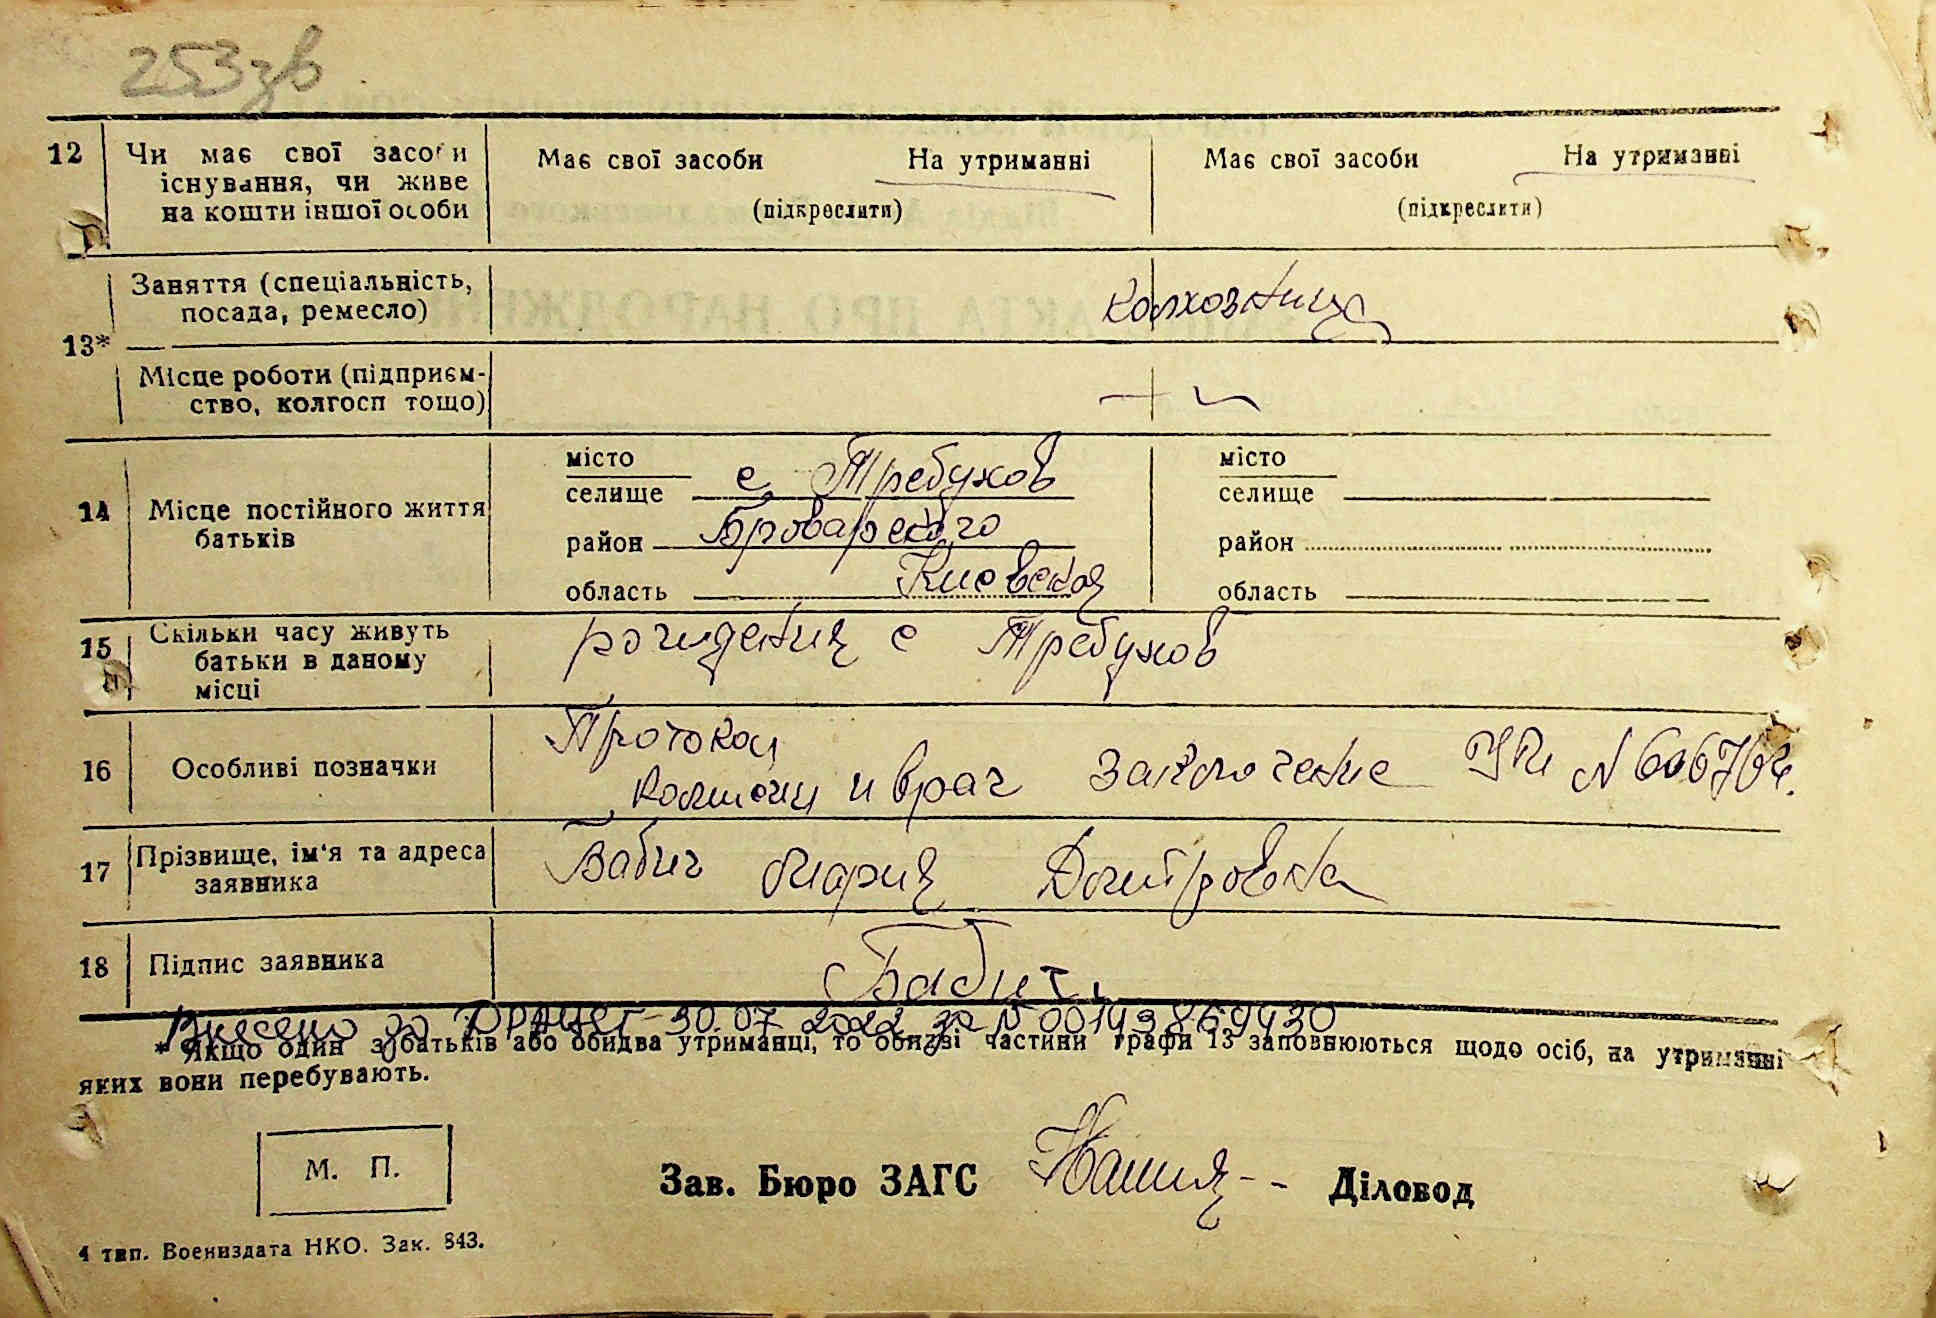 253зв
12 Чи має свої засоби Має свої засоби На утриманні Має свої засоби На утриманні
існування, чи живе
на кошти іншої особи (підкреслити) (підкреслити)
Заняття (спеціальність,
посада, ремесло) колхозница
13*
Місце роботи (підприєм-
ство, колгосп тощо)
місто місто
селище с. Требухов селище
14 Місце постійного життя
батьків
район Броварского район
область Киевская область
15 Скільки часу живуть рождения с Требухов
батьки в даному
місці
Протокол
16 Особливі позначки комисии и врач заключение
17 Прізвище, ім'я та адреса Бабич Мария Дмитровна
заявника
18 Підпис заявника Бабич.
Внесено до ДРАЦСГ 30.07 2022 за № 00143869430
* Якщо один з батьків або обидва утриманці, то обидві частини графи 13 заповнюються щодо осіб, на утриманні
яких вони перебувають.
М. П.
Зав. Бюро ЗАГС Діловод
4 тип. Воениздата НКО. Зак. 843.